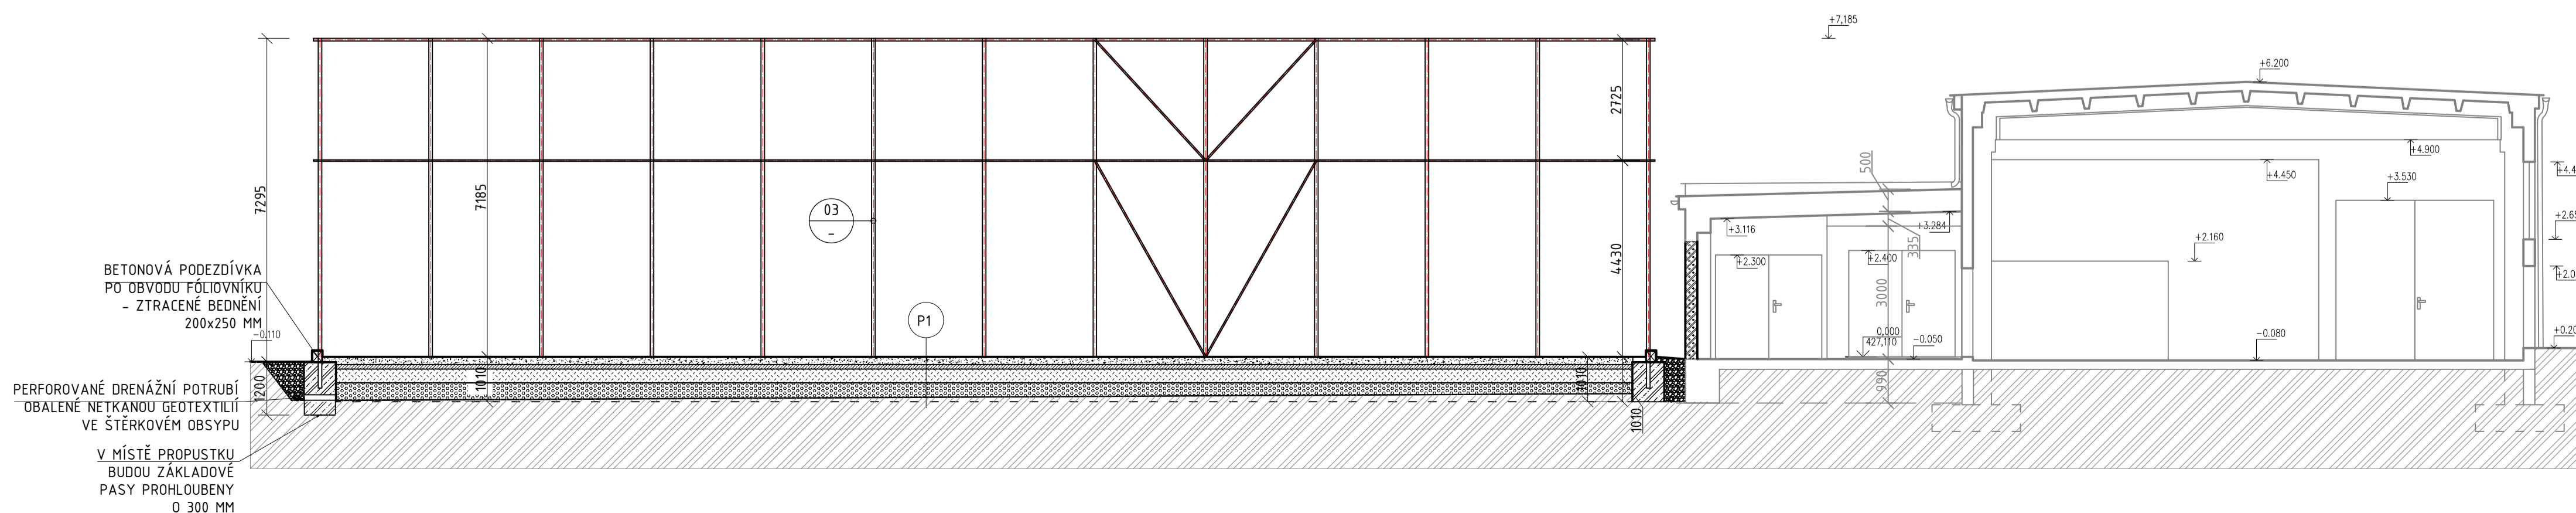 +7,185
+6.200
7295
7185
03
-
2725
4430
500
+4.900
+4.450
+3.530
+3.116
+3.284
335
+2.300
+2.400
+2.160
3000
0,000
427,110
-0.050
-0.080
990
P1
BETONOVÁ PODEZDÍVKA
PO OBVODU FÓLIOVNÍKU
- ZTRACENÉ BEDNĚNÍ
200x250 MM
-0.110
1200
1010
1010
1010
PERFOROVANÉ DRENÁŽNÍ POTRUBÍ
OBALENÉ NETKANOU GEOTEXTILIÍ
VE ŠTĚRKOVÉM OBSYPU
V MÍSTĚ PROPUSTKU
BUDOU ZÁKLADOVÉ
PASY PROHLOUBENY
O 300 MM